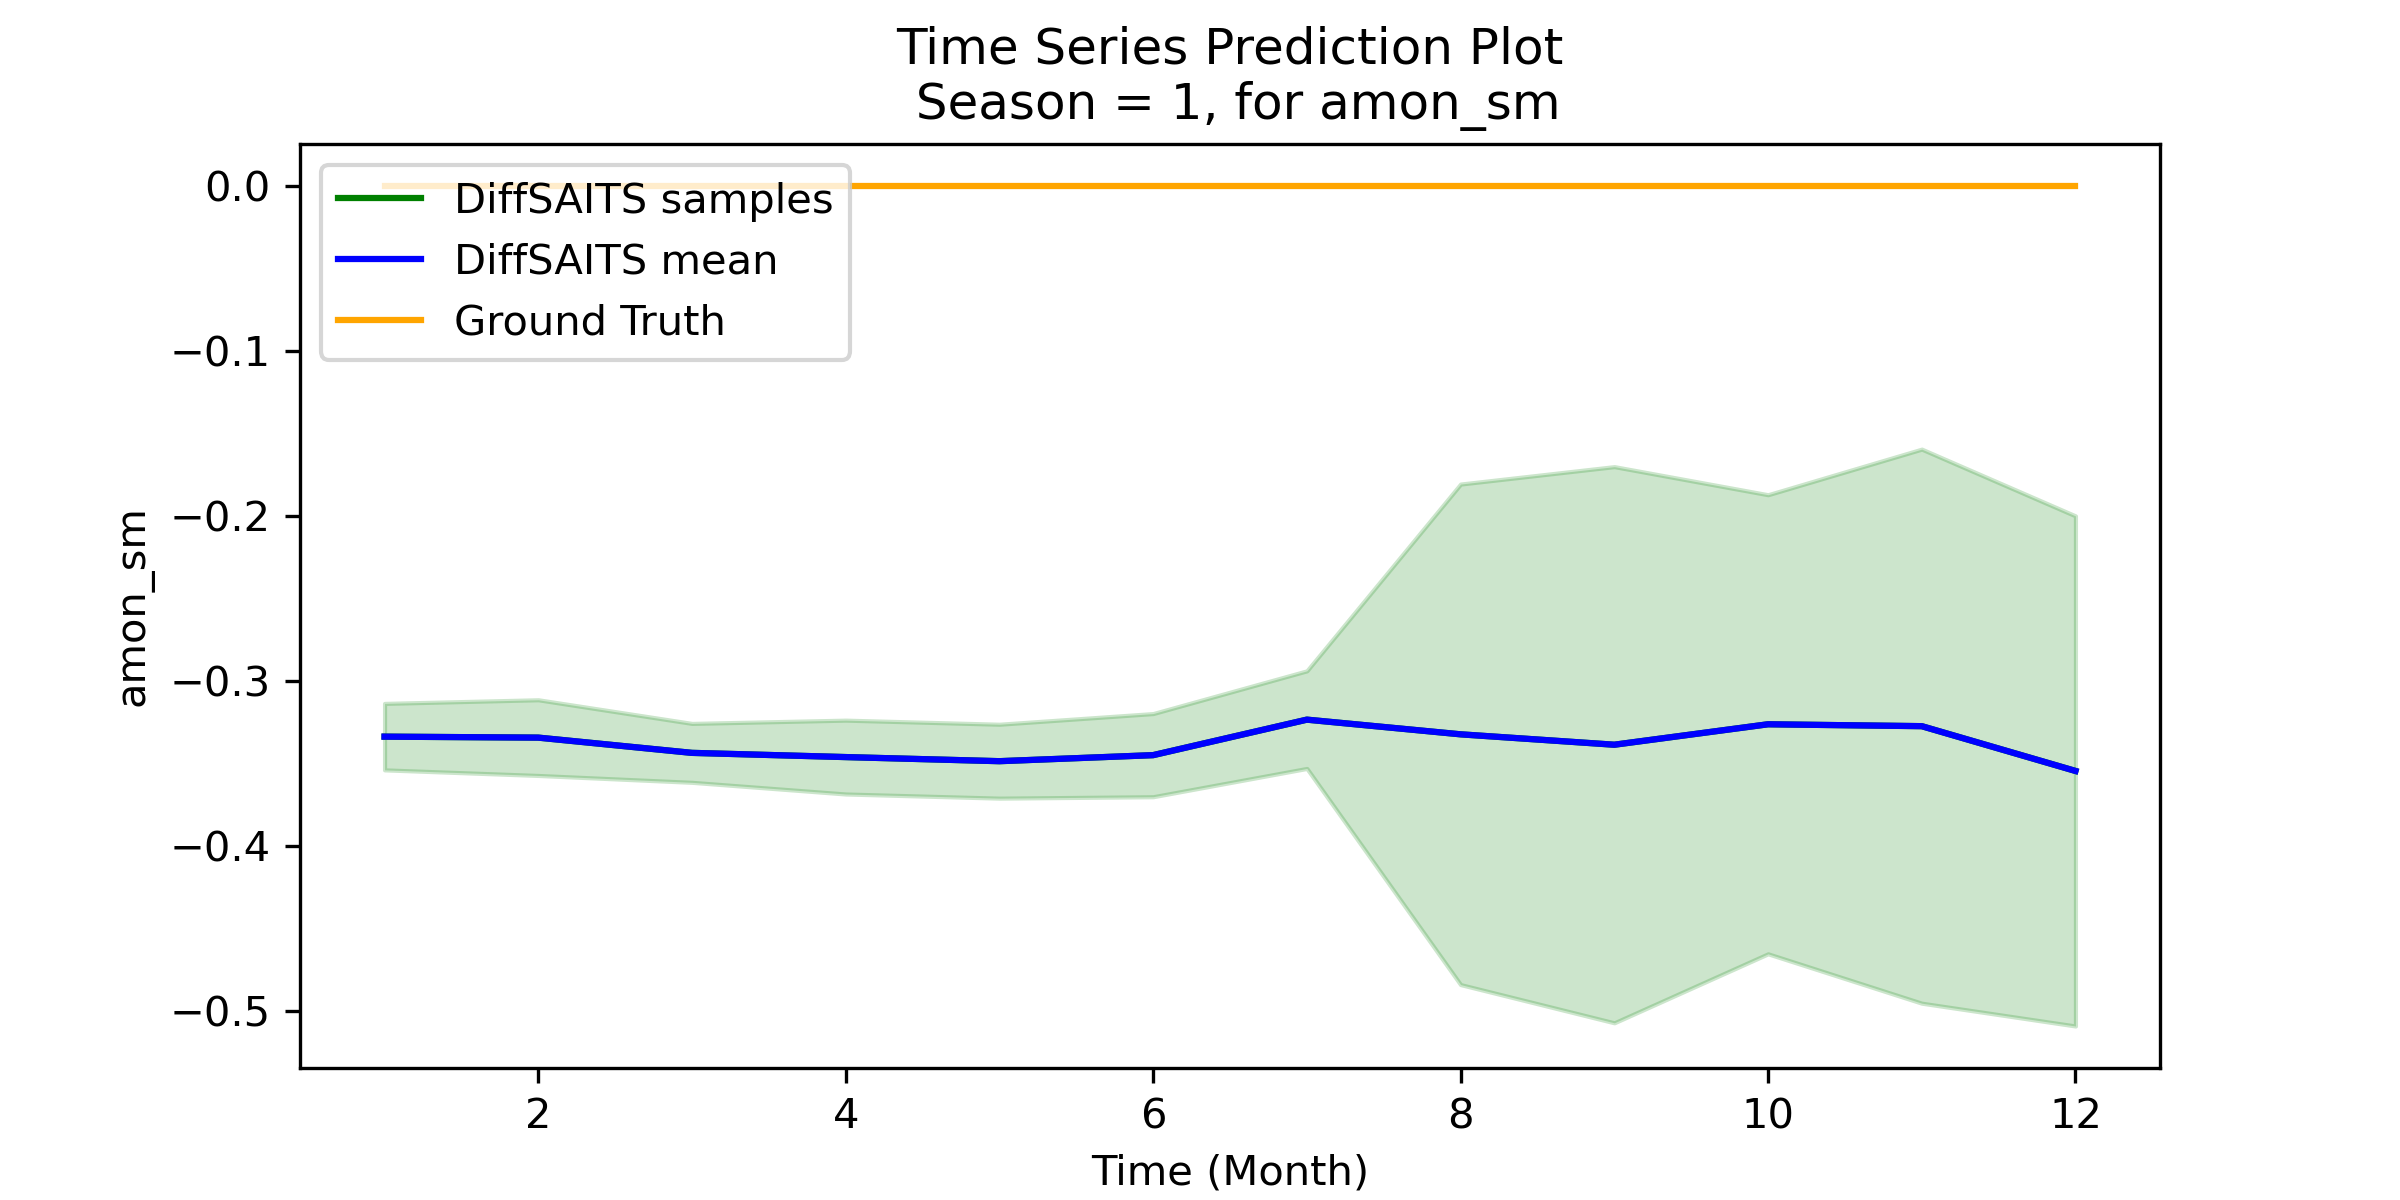 Time Series Prediction Plot
Season = 1, for amon_sm
DiffSAITS samples
DiffSAITS mean
Ground Truth
0.0
−0.1
−0.2
−0.3
−0.4
−0.5
amon_sm
2 4 6 8 10 12
Time (Month)